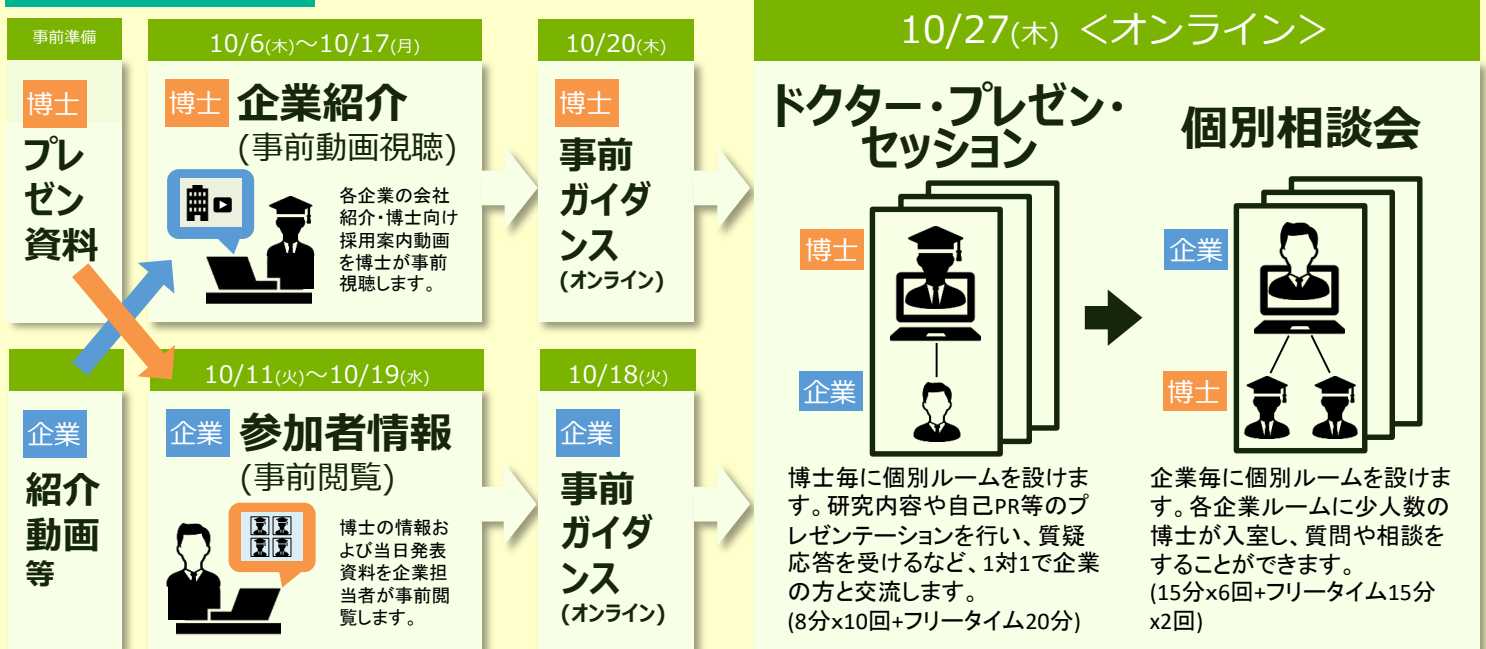 事前準備
博士
プレ
ゼン
資料
10/6(木)～10/17(月)
博士 企業紹介
(事前動画視聴)
各企業の会社
紹介・博士向け
採用案内動画
を博士が事前
視聴します。
10/20(木)
博士
事前
ガイダ
ンス
(オンライン)
企業
紹介
動画
等
10/11(火)～10/19(水)
企業 参加者情報
(事前閲覧)
博士の情報お
よび当日発表
資料を企業担
当者が事前閲
覧します。
10/18(火)
企業
事前
ガイダ
ンス
(オンライン)
10/27(木) ＜オンライン＞
ドクター・プレゼン・
セッション
博士
企業
博士毎に個別ルームを設けま
す。研究内容や自己PR等のプ
レゼンテーションを行い、質疑
応答を受けるなど、1対1で企業
の方と交流します。
(8分x10回+フリータイム20分)
個別相談会
企業
博士
企業毎に個別ルームを設けま
す。各企業ルームに少人数の
博士が入室し、質問や相談を
することができます。
(15分x6回+フリータイム15分
x2回)